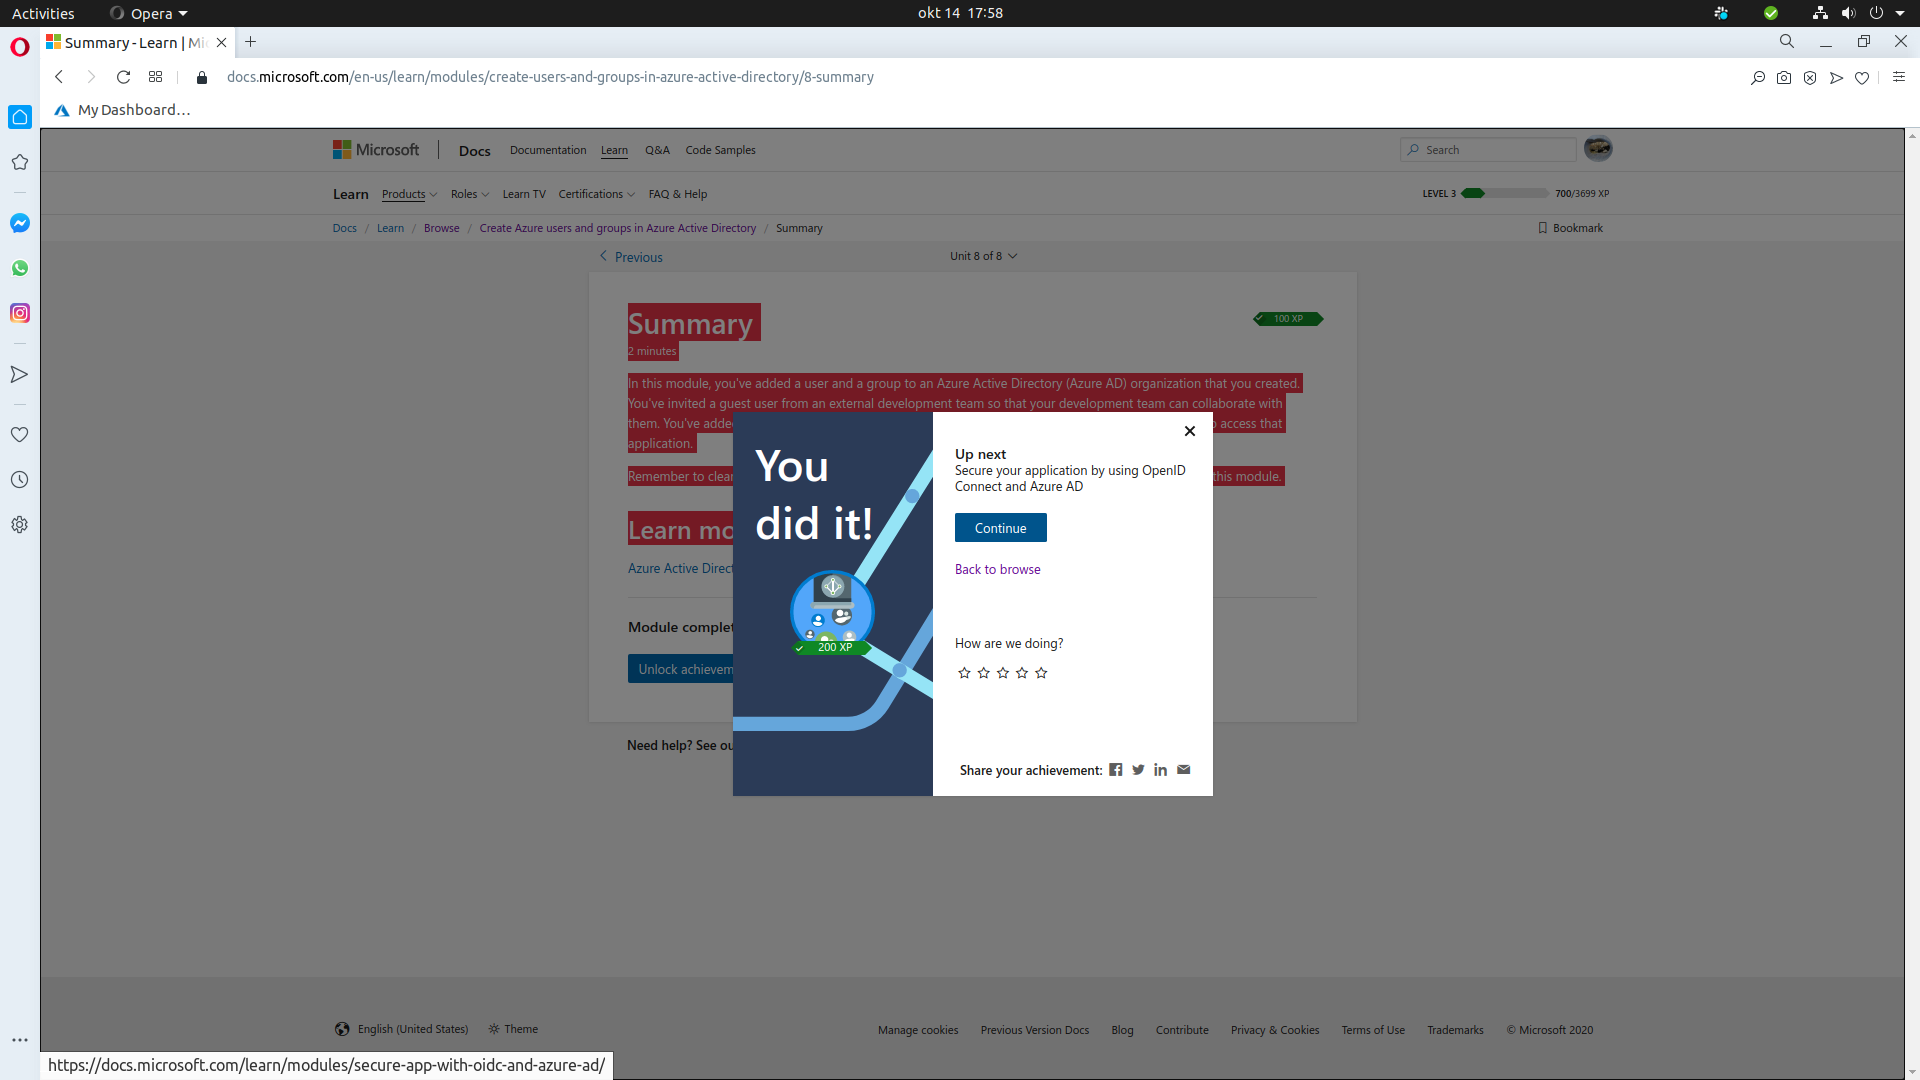 Activities
Opera
okt 14 17:58
Summary - Learn | Mic
docs.microsoft.com/en-us/learn/modules/create-users-and-groups-in-azure-active-directory/8-summary
My Dashboard…
Microsoft
Docs
Documentation
Learn
Q&A
Code Samples
Search
Learn
Products
Roles
Learn TV
Certifications
FAQ & Help
LEVEL 3
700/3699 XP
Docs / Learn / Browse / Create Azure users and groups in Azure Active Directory / Summary
Bookmark
Previous
Unit 8 of 8
Summary
100 XP
2 minutes
In this module, you've added a user and a group to an Azure Active Directory (Azure AD) organization that you created.
You've invited a guest user from an external development team so that your development team can collaborate with
them. You've adde
access that
application.
Remember to clear
this module.
Learn mo
Azure Active Direct
Module complet
Unlock achievem
Need help? See ou
You
did it!
200 XP
Up next
Secure your application by using OpenID
Connect and Azure AD
Continue
Back to browse
How are we doing?
Share your achievement:
English (United States)
Theme
Manage cookies
Previous Version Docs
Blog
Contribute
Privacy & Cookies
Terms of Use
Trademarks
© Microsoft 2020
https://docs.microsoft.com/learn/modules/secure-app-with-oidc-and-azure-ad/